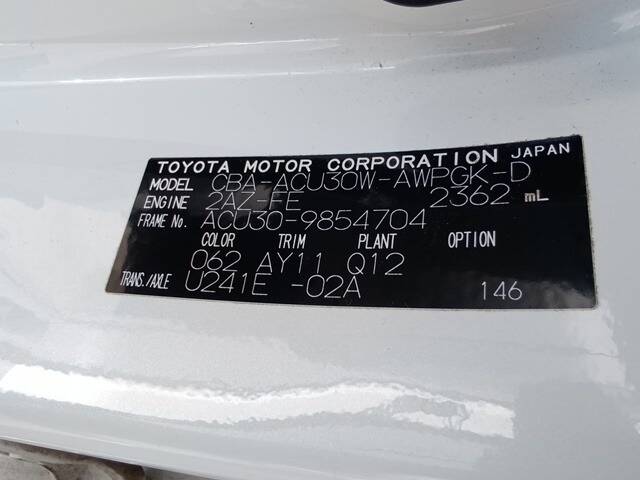 TOYOTA MOTOR CORPORATION JAPAN
MODEL CBA-ACU30W-AWPGK-D
ENGINE 2AZ-FE 2362 mL
FRAME No. ACU30-9854704
COLOR TRIM PLANT OPTION
062 AY11 Q12
TRANS./AXLE U241E -02A 146